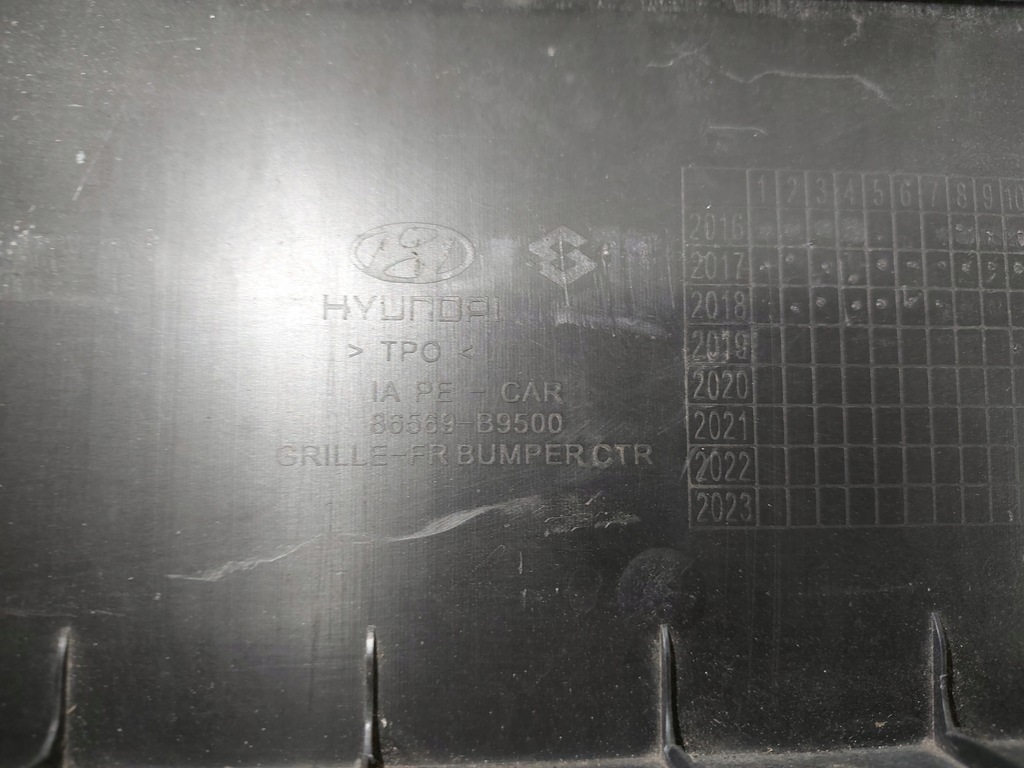 HYUNDAI
> TPO <
IA PE - CAR
86569-B9500
GRILLE-FR BUMPER CTR
1 2 3 4 5 6 7 8 9 10
2016
2017
2018
2019
2020
2021
2022
2023